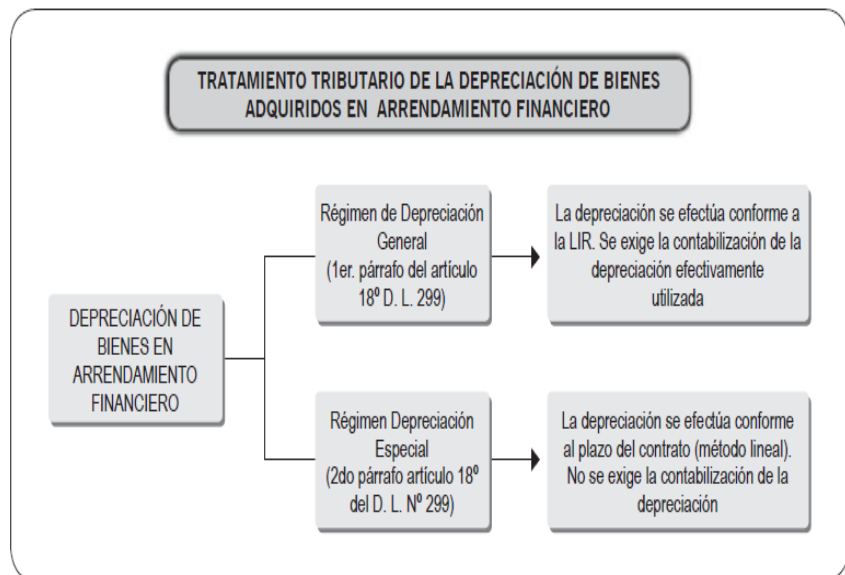 TRATAMIENTO TRIBUTARIO DE LA DEPRECIACIÓN DE BIENES
ADQUIRIDOS EN ARRENDAMIENTO FINANCIERO
DEPRECIACIÓN DE
BIENES EN
ARRENDAMIENTO
FINANCIERO
Régimen de Depreciación
General
(1er. párrafo del artículo
18º D. L. 299)
La depreciación se efectúa conforme a
la LIR. Se exige la contabilización de la
depreciación efectivamente
utilizada
Régimen Depreciación
Especial
(2do párrafo artículo 18º
del D. L. Nº 299)
La depreciación se efectúa conforme
al plazo del contrato (método lineal).
No se exige la contabilización de la
depreciación